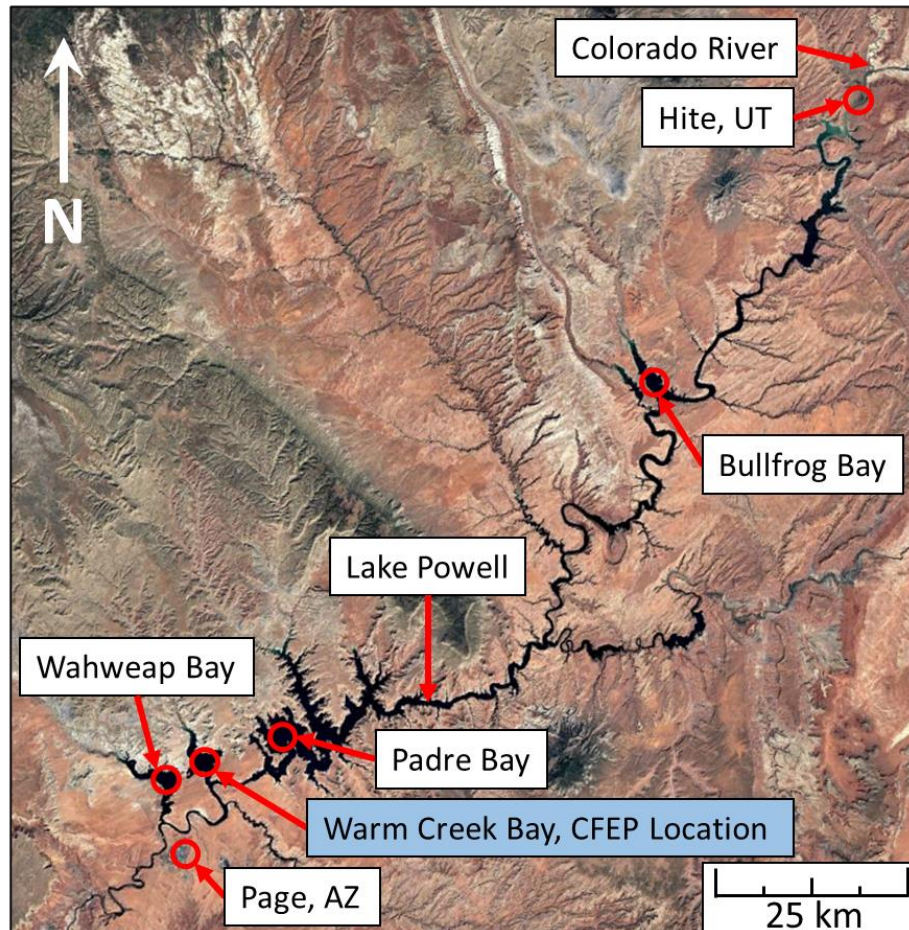 Colorado River
Hite, UT
N
Bullfrog Bay
Lake Powell
Wahweap Bay
Padre Bay
Warm Creek Bay, CFEP Location
Page, AZ
25 km